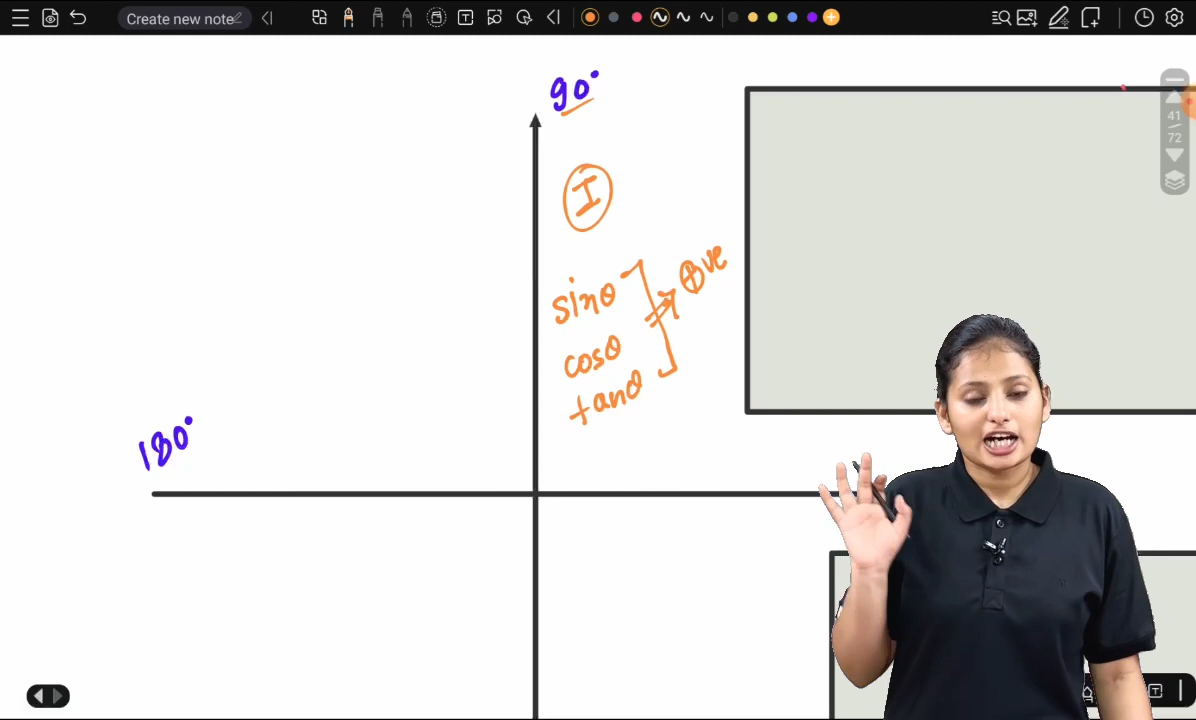 Create new note
90°
I
sinθ
cosθ
tanθ
⊕ve
180°
41
72